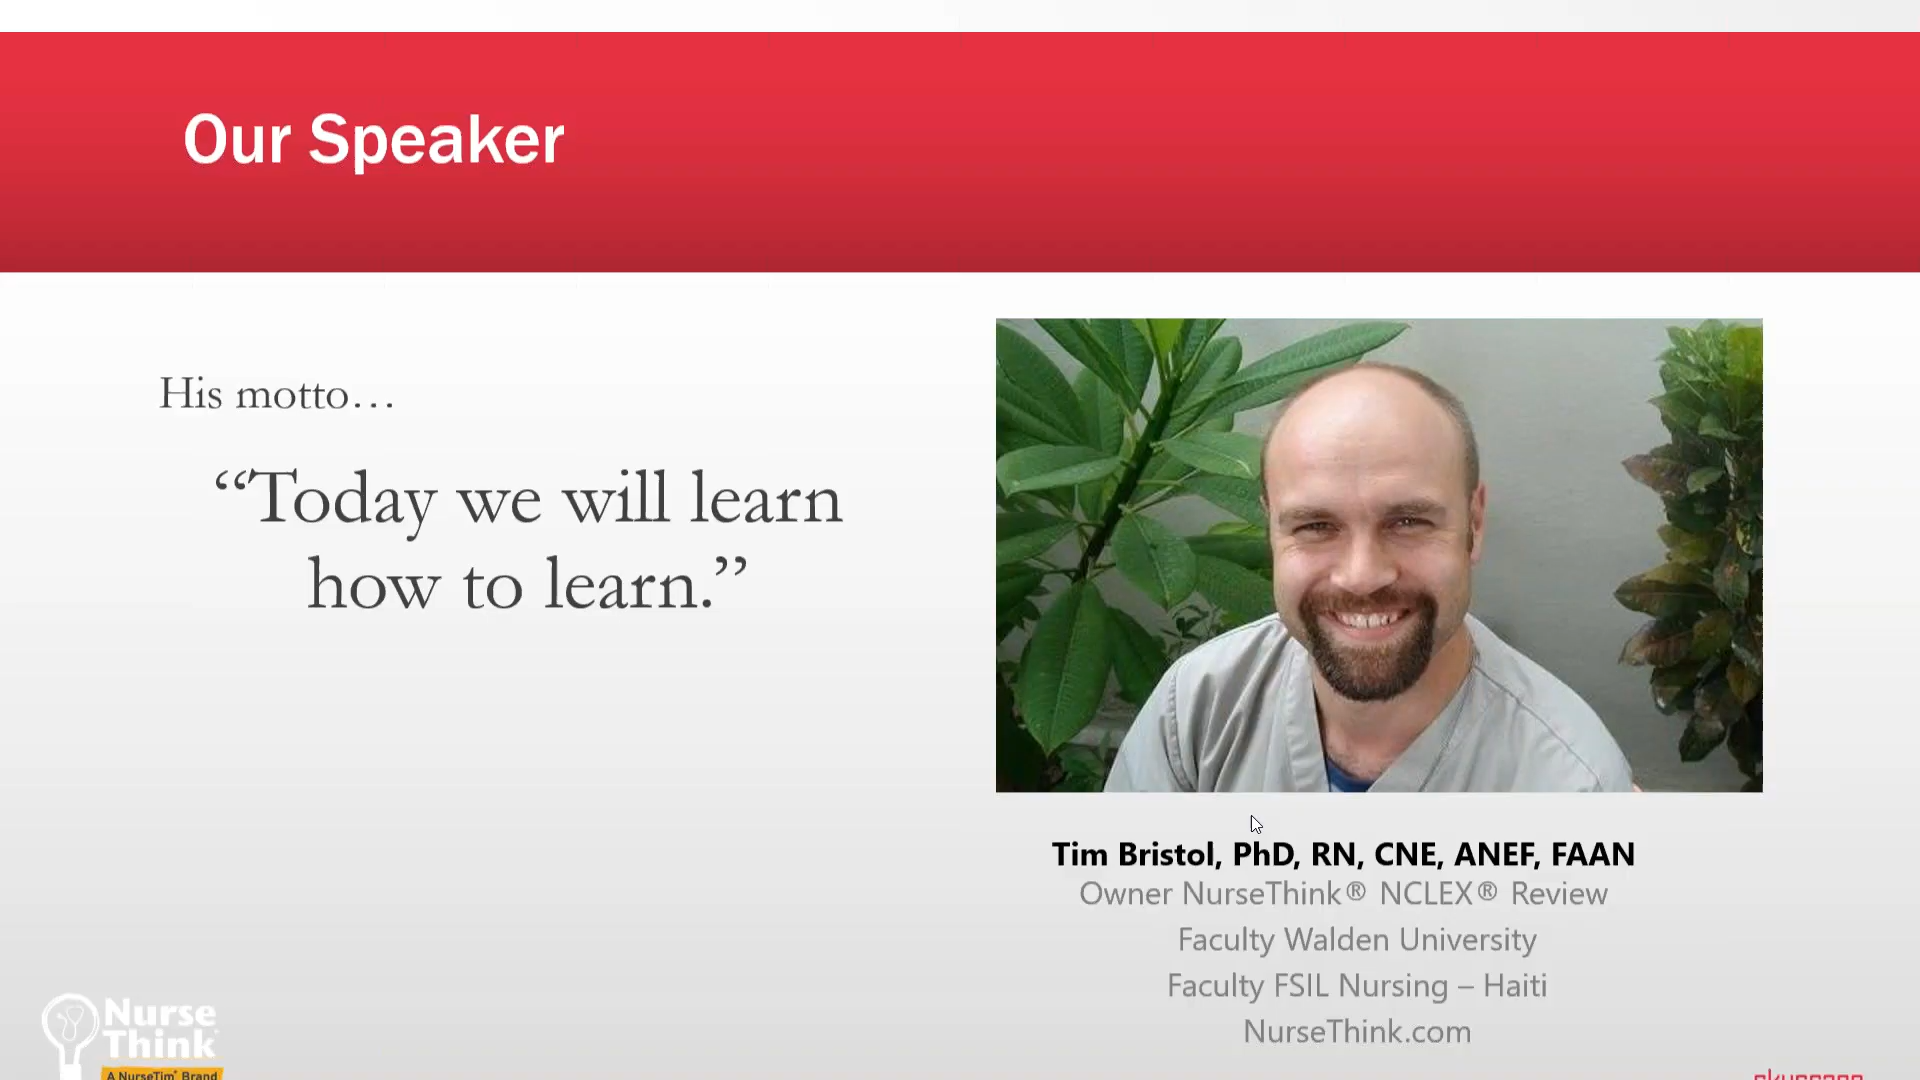 Our Speaker
His motto…
“Today we will learn
how to learn.”
Tim Bristol, PhD, RN, CNE, ANEF, FAAN
Owner NurseThink® NCLEX® Review
Faculty Walden University
Faculty FSIL Nursing – Haiti
NurseThink.com
Nurse
Think
A NurseTim® Brand